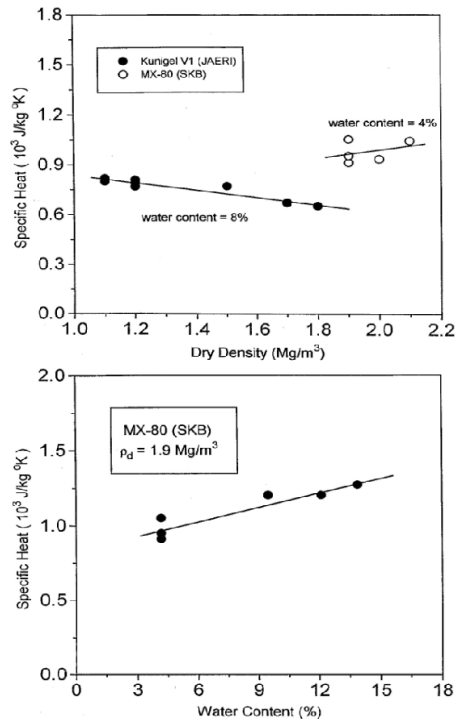 1.8
1.5
1.2
0.9
0.6
0.3
0.0
Specific Heat ( 10³ J/kg ⁰K)
Kunigel V1 (JAERI)
MX-80 (SKB)
water content = 4%
water content = 8%
1.0 1.2 1.4 1.6 1.8 2.0 2.2
Dry Density (Mg/m³)
2.0
1.5
1.0
0.5
0.0
Specific Heat ( 10³ J/kg ⁰K)
MX-80 (SKB)
ρd = 1.9 Mg/m³
0 3 6 9 12 15 18
Water Content (%)